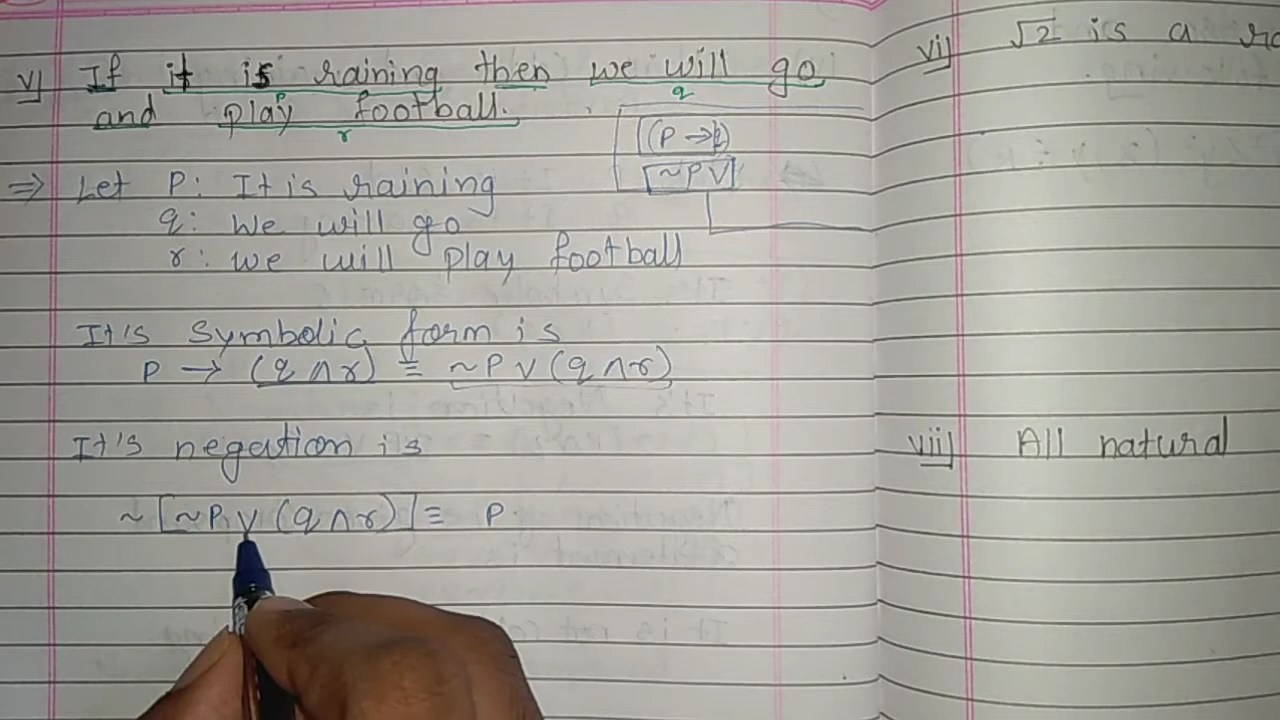 v) If it is raining then we will go
p q
and play football.
r
(P →q)
~P V
⇒ Let P: It is raining
q: We will go
r: we will play football
It's symbolic form is
P → (q ∧ r) ≡ ~P V (q ∧ r)
It's negation is
~ [~P V (q ∧ r)] ≡ P
vii) √2 is a
viii) All natural